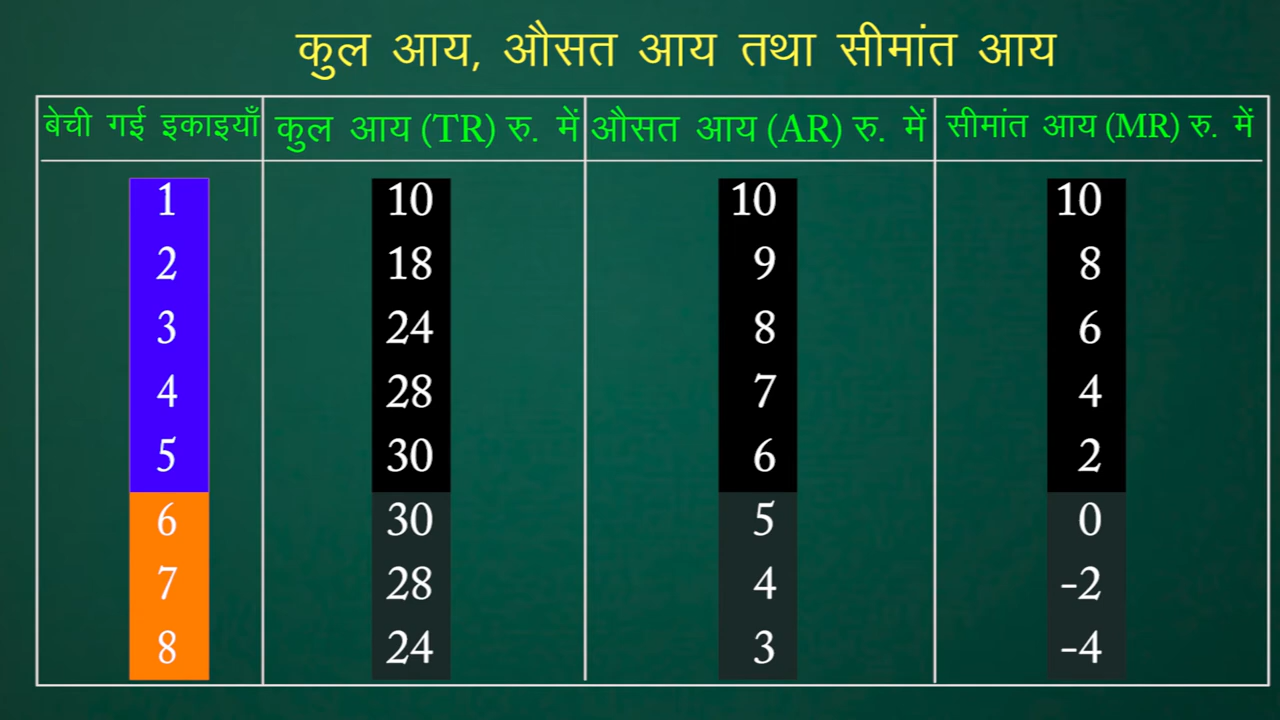 कुल आय, औसत आय तथा सीमांत आय
बेची गई इकाइयाँ कुल आय (TR) रु. में औसत आय (AR) रु. में सीमांत आय (MR) रु. में
1 10 10 10
2 18 9 8
3 24 8 6
4 28 7 4
5 30 6 2
6 30 5 0
7 28 4 -2
8 24 3 -4